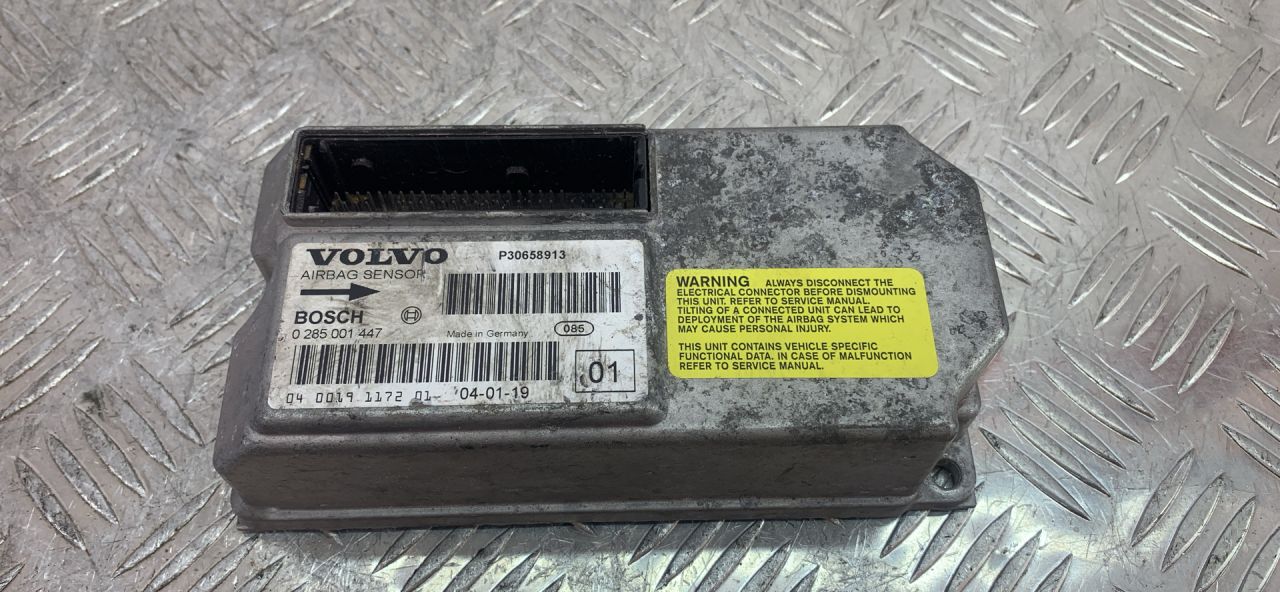 VOLVO
P30658913
AIRBAG SENSOR
BOSCH
0 285 001 447
Made in Germany
085
01
04 0019 1172 01
04-01-19
WARNING ALWAYS DISCONNECT THE
ELECTRICAL CONNECTOR BEFORE DISMOUNTING
THIS UNIT. REFER TO SERVICE MANUAL.
TILTING OF A CONNECTED UNIT CAN LEAD TO
DEPLOYMENT OF THE AIRBAG SYSTEM WHICH
MAY CAUSE PERSONAL INJURY.
THIS UNIT CONTAINS VEHICLE SPECIFIC
FUNCTIONAL DATA. IN CASE OF MALFUNCTION
REFER TO SERVICE MANUAL.